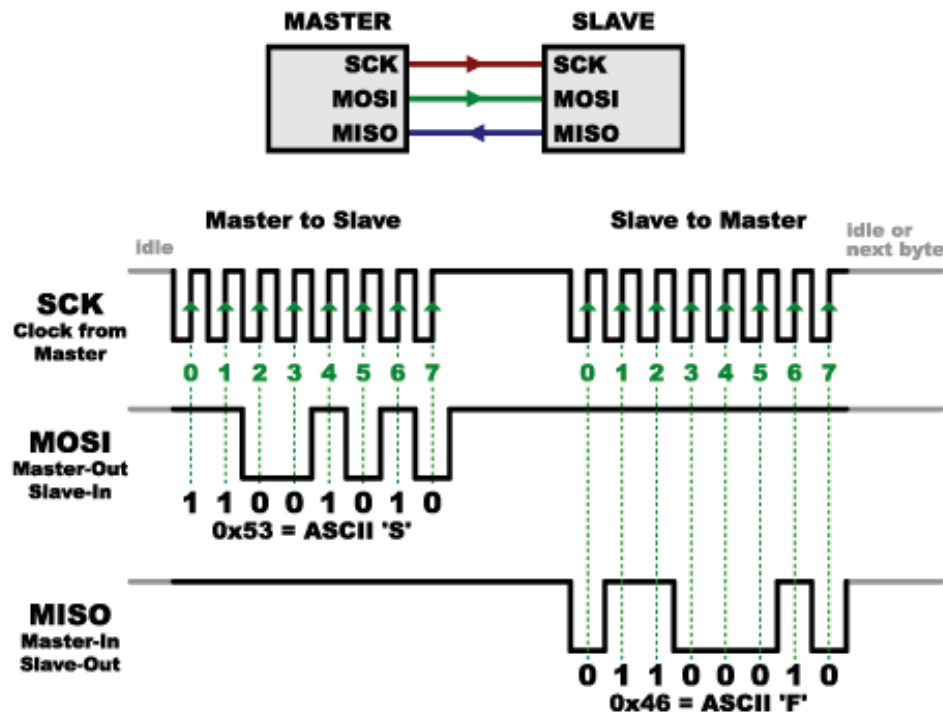 MASTER SLAVE
SCK SCK
MOSI MOSI
MISO MISO
Master to Slave Slave to Master
idle idle or
next byte
SCK
Clock from
Master
0 1 2 3 4 5 6 7 0 1 2 3 4 5 6 7
MOSI
Master-Out
Slave-In
1 1 0 0 1 0 1 0
0x53 = ASCII 'S'
MISO
Master-In
Slave-Out
0 1 1 0 0 0 1 0
0x46 = ASCII 'F'